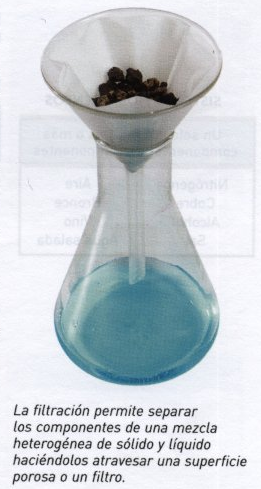 La filtración permite separar
los componentes de una mezcla
heterogénea de sólido y líquido
haciéndolos atravesar una superficie
porosa o un filtro.